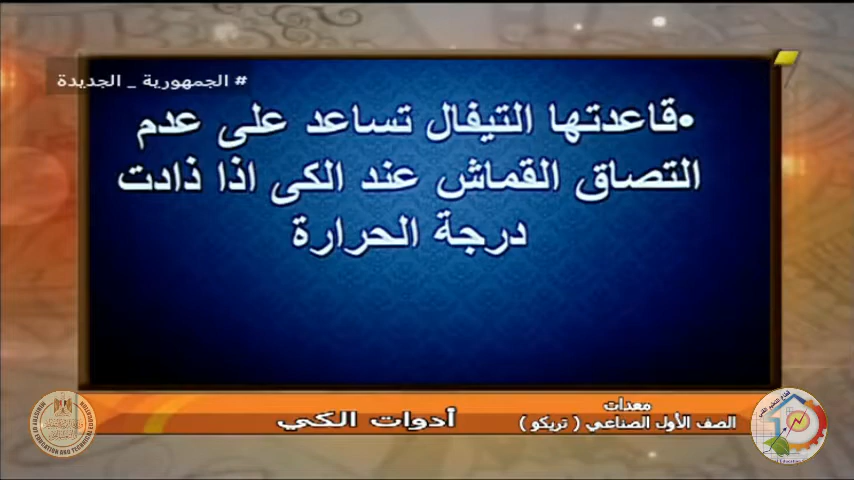 # الجمهورية _ الجديدة
•قاعدتها التيفال تساعد على عدم
التصاق القماش عند الكى اذا ذادت
درجة الحرارة
معدات
الصف الأول الصناعي ( تريكو )
أدوات الكي